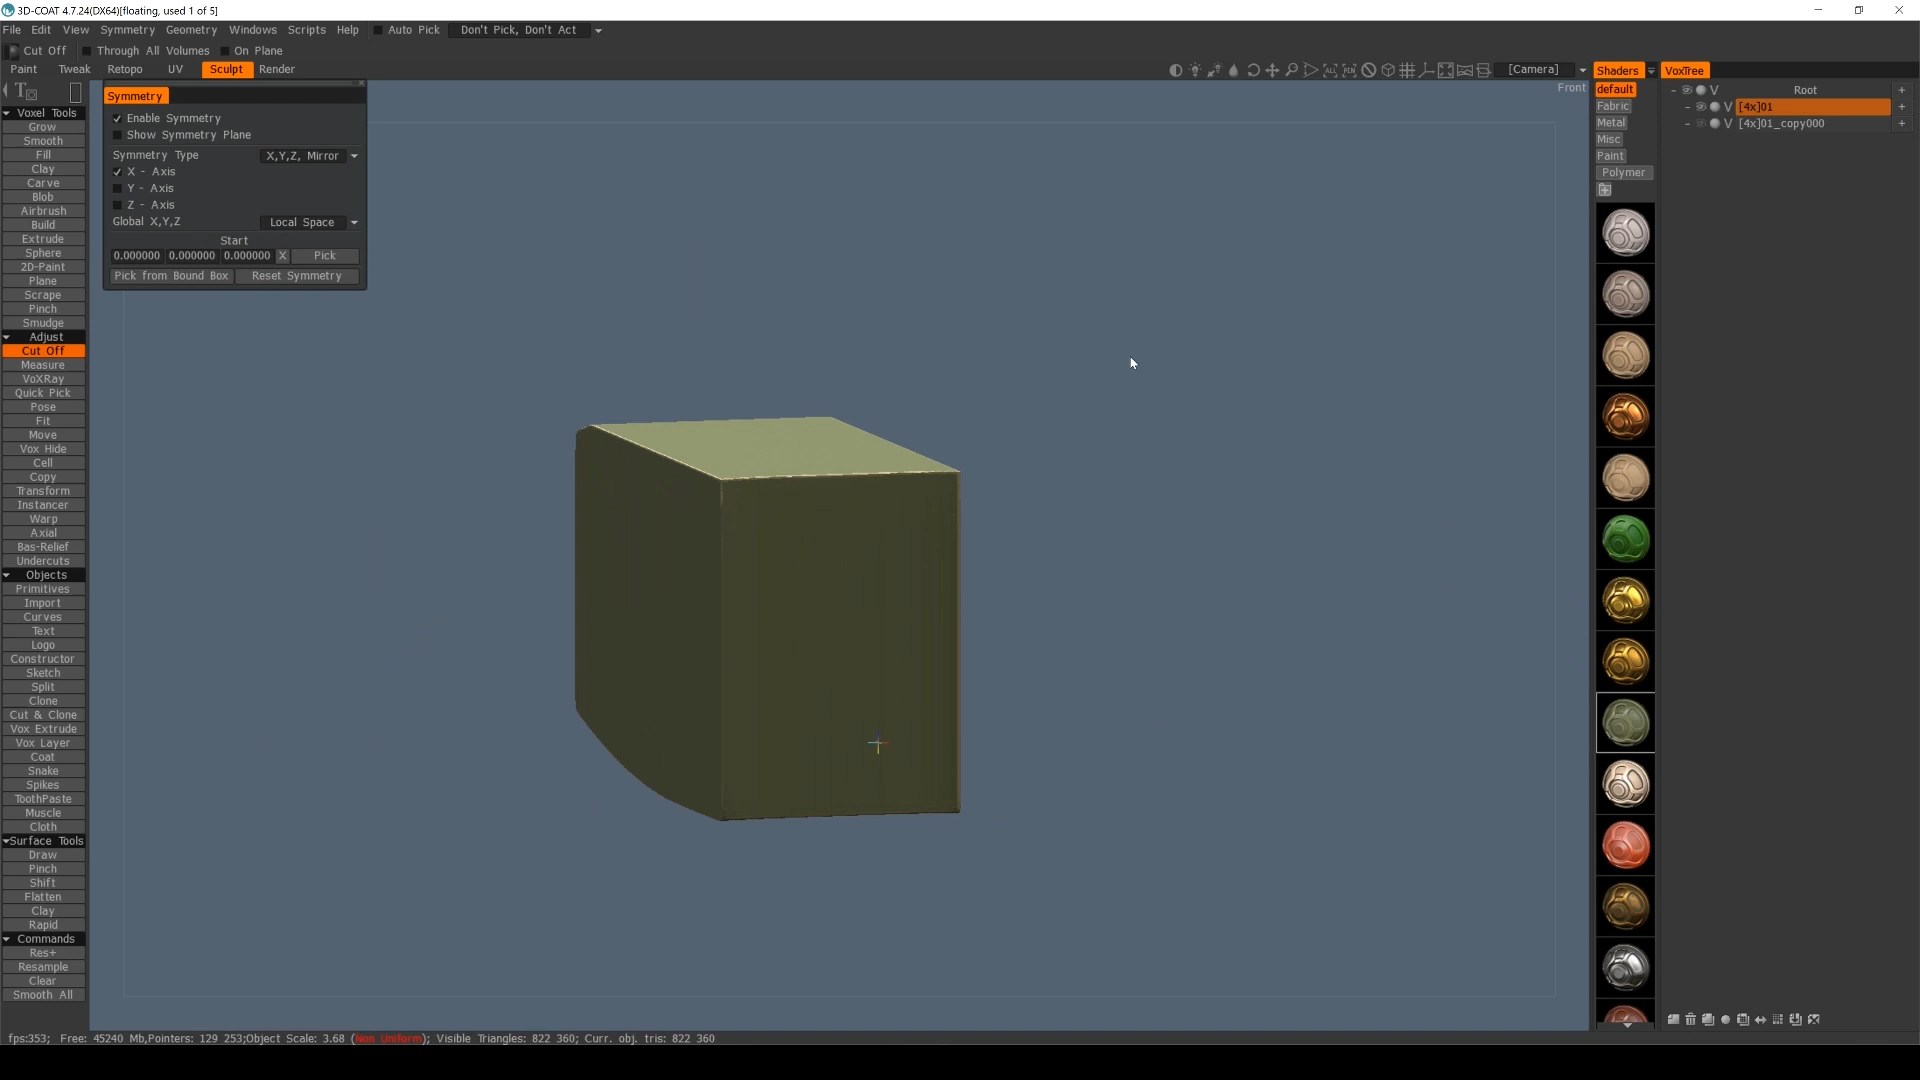 3D-COAT 4.7.24(DX64)[floating, used 1 of 5]
File Edit View Symmetry Geometry Windows Scripts Help Auto Pick Don't Pick, Don't Act
Cut Off Through All Volumes On Plane
Paint Tweak Retopo UV Sculpt Render [Camera] Shaders VoxTree
Front
Symmetry
Enable Symmetry
Show Symmetry Plane
Symmetry Type X,Y,Z, Mirror
X - Axis
Y - Axis
Z - Axis
Global X,Y,Z Local Space
Start
0.000000 0.000000 0.000000 X Pick
Pick from Bound Box Reset Symmetry
Voxel Tools
Grow
Smooth
Fill
Clay
Carve
Blob
Airbrush
Build
Extrude
Sphere
2D-Paint
Plane
Scrape
Pinch
Smudge
Adjust
Cut Off
Measure
VoXRay
Quick Pick
Pose
Fit
Move
Vox Hide
Cell
Copy
Transform
Instancer
Warp
Axial
Bas-Relief
Undercuts
Objects
Primitives
Import
Curves
Text
Logo
Constructor
Sketch
Split
Clone
Cut & Clone
Vox Extrude
Vox Layer
Coat
Snake
Spikes
ToothPaste
Muscle
Cloth
Surface Tools
Draw
Pinch
Shift
Flatten
Clay
Rapid
Commands
Res+
Resample
Clear
Smooth All
default
Fabric
Metal
Misc
Paint
Polymer
V Root +
V [4x]01 +
V [4x]01_copy000 +
fps:353; Free: 45240 Mb,Pointers: 129 253;Object Scale: 3.68 (Non Uniform); Visible Triangles: 822 360; Curr. obj. tris: 822 360